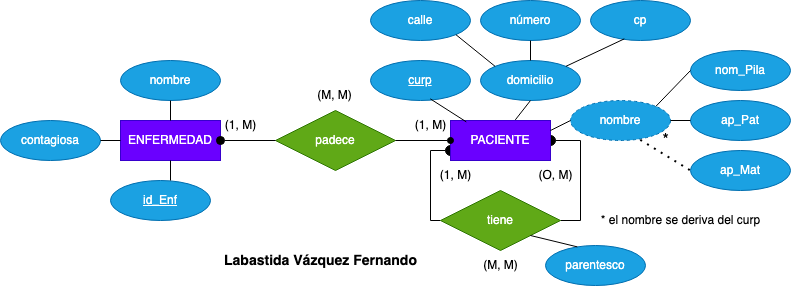 calle
número
cp
nombre
curp
domicilio
nom_Pila
(M, M)
(1, M)
(1, M)
contagiosa
ENFERMEDAD
padece
PACIENTE
nombre
ap_Pat
*
(1, M)
(O, M)
ap_Mat
id_Enf
tiene
* el nombre se deriva del curp
Labastida Vázquez Fernando
(M, M)
parentesco